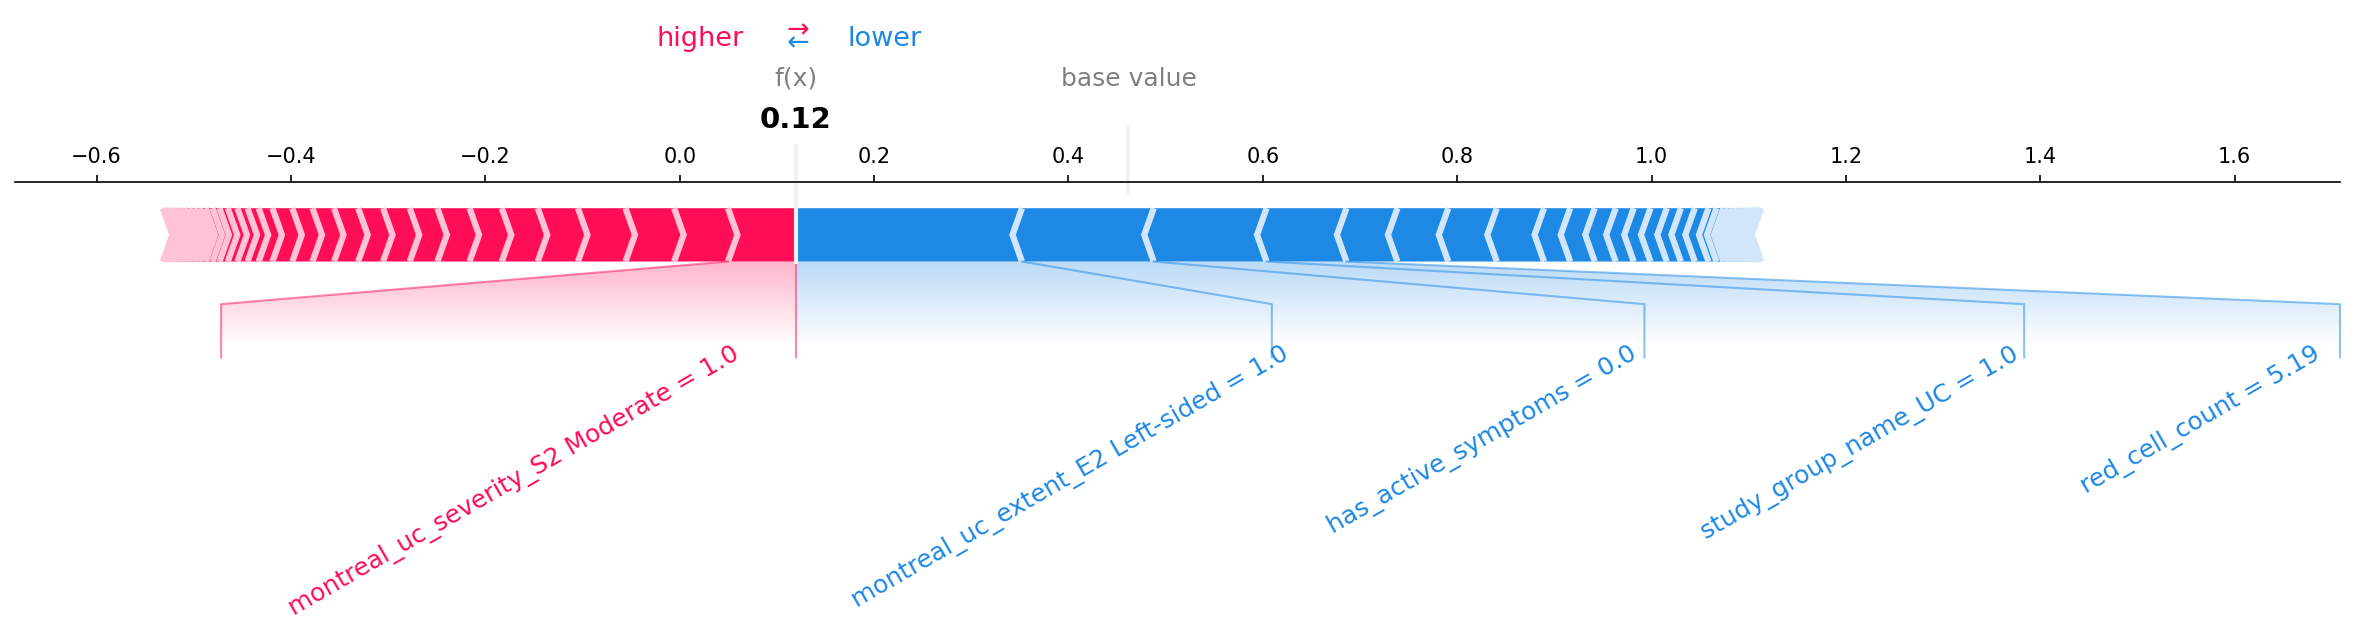 higher ⇄ lower
f(x) base value
0.12
−0.6 −0.4 −0.2 0.0 0.2 0.4 0.6 0.8 1.0 1.2 1.4 1.6
montreal_uc_severity_S2 Moderate = 1.0
montreal_uc_extent_E2 Left-sided = 1.0
has_active_symptoms = 0.0
study_group_name_UC = 1.0
red_cell_count = 5.19